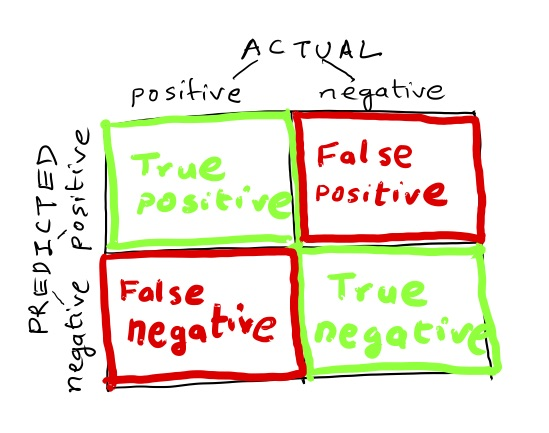 ACTUAL
positive negative
PREDICTED
positive
negative
True
positive
False
positive
False
negative
True
negative